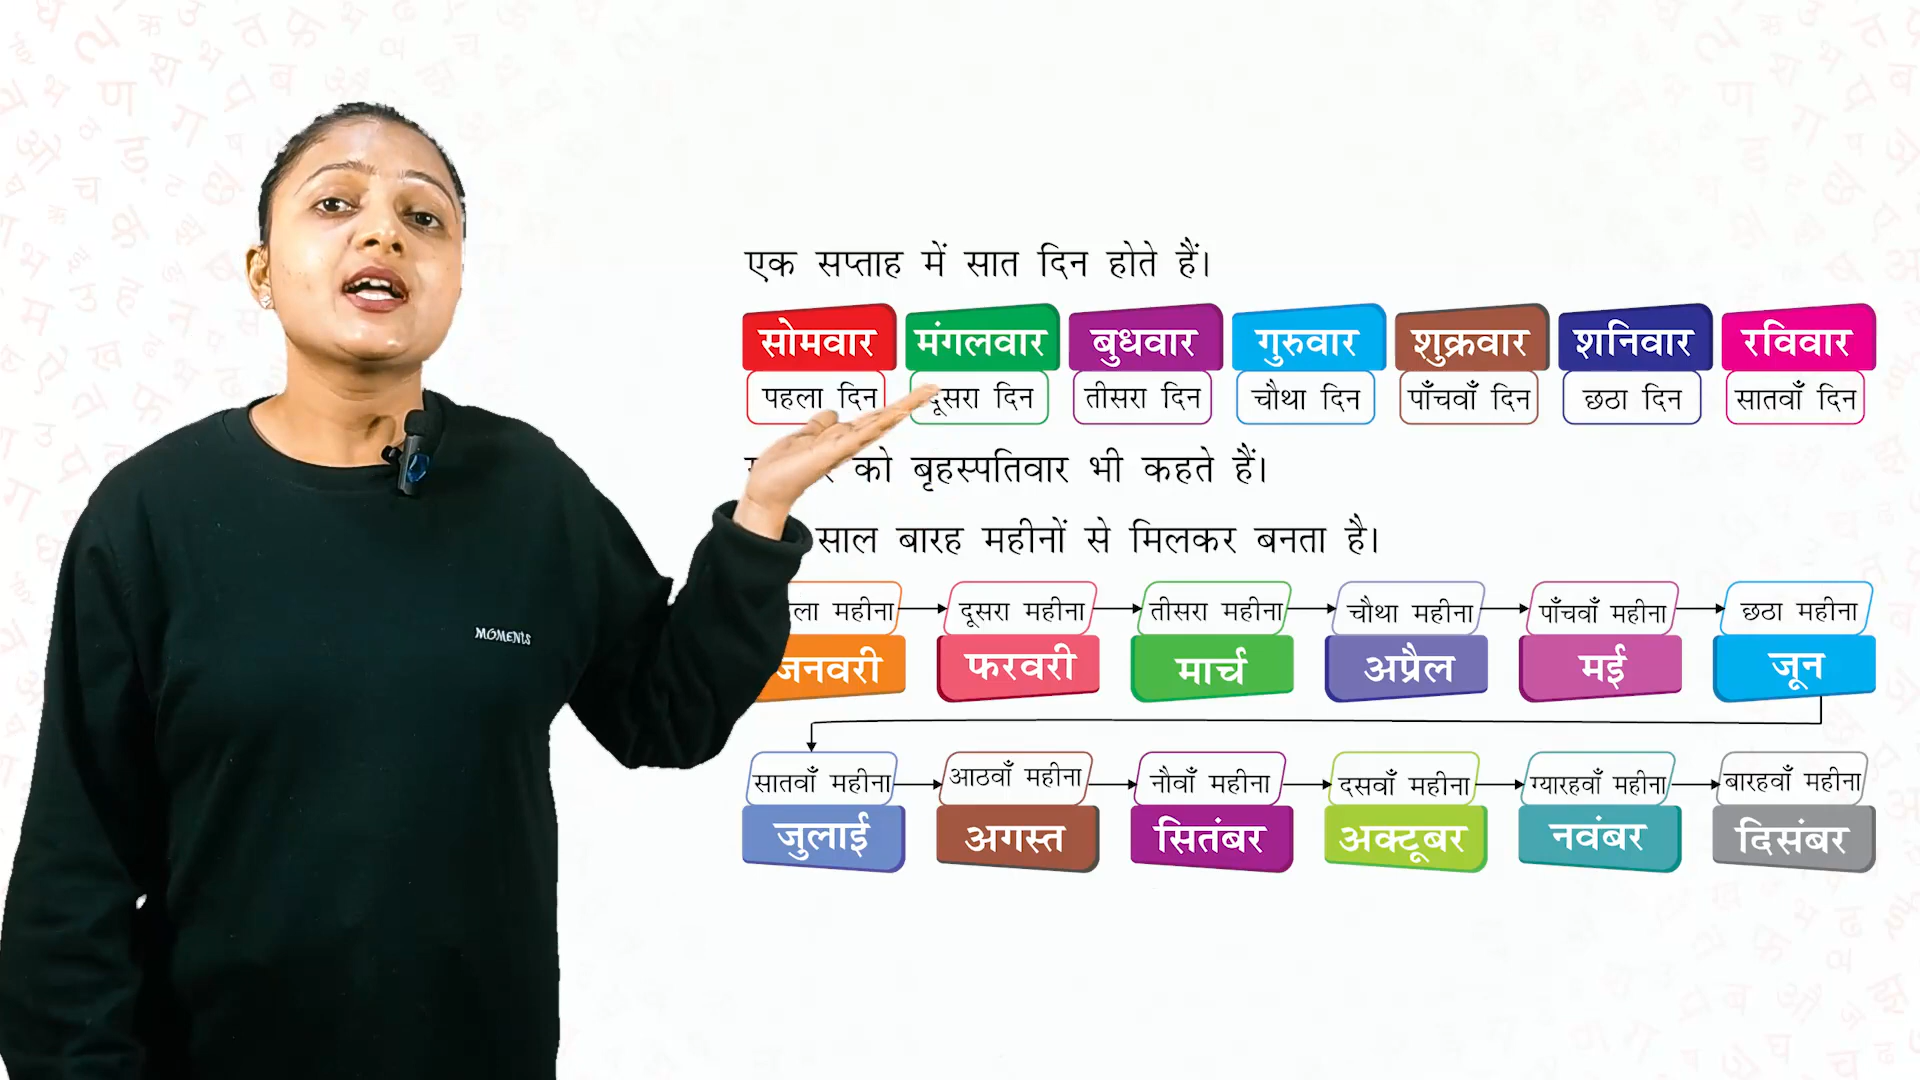 एक सप्ताह में सात दिन होते हैं।
सोमवार मंगलवार बुधवार गुरुवार शुक्रवार शनिवार रविवार
पहला दिन दूसरा दिन तीसरा दिन चौथा दिन पाँचवाँ दिन छठा दिन सातवाँ दिन
को बृहस्पतिवार भी कहते हैं।
साल बारह महीनों से मिलकर बनता है।
महीना दूसरा महीना तीसरा महीना चौथा महीना पाँचवाँ महीना छठा महीना
जनवरी फरवरी मार्च अप्रैल मई जून
सातवाँ महीना आठवाँ महीना नौवाँ महीना दसवाँ महीना ग्यारहवाँ महीना बारहवाँ महीना
जुलाई अगस्त सितंबर अक्टूबर नवंबर दिसंबर
MOMENTS